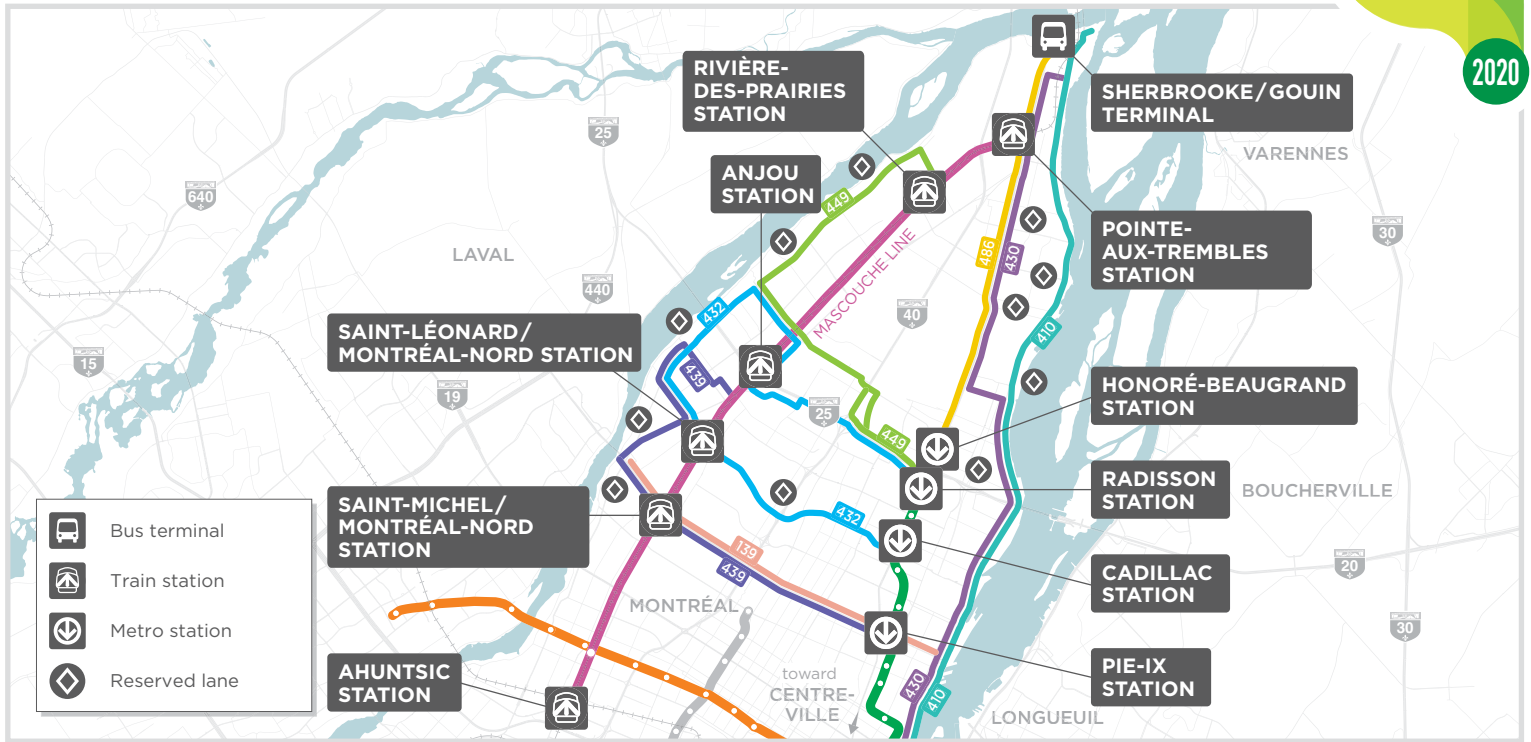 2020
RIVIÈRE-
DES-PRAIRIES
STATION
SHERBROOKE/GOUIN
TERMINAL
25
VARENNES
ANJOU
STATION
640
449
POINTE-
AUX-TREMBLES
STATION
30
LAVAL
486
430
MASCOUCHE LINE
440
40
432
410
SAINT-LÉONARD/
MONTRÉAL-NORD STATION
15
439
HONORÉ-BEAUGRAND
STATION
19
25
449
RADISSON
STATION
BOUCHERVILLE
SAINT-MICHEL/
MONTRÉAL-NORD
STATION
432
139
439
20
CADILLAC
STATION
MONTRÉAL
30
Bus terminal
Train station
Metro station
Reserved lane
AHUNTSIC
STATION
toward
CENTRE-
VILLE
430
410
PIE-IX
STATION
LONGUEUIL